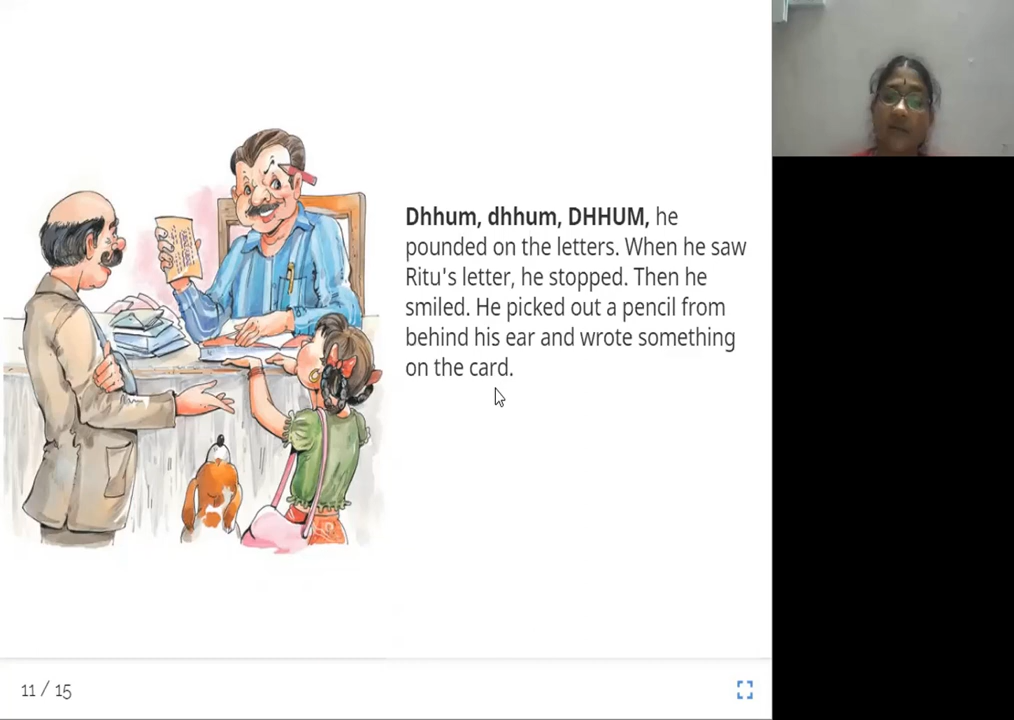 Dhhum, dhhum, DHHUM, he
pounded on the letters. When he saw
Ritu's letter, he stopped. Then he
smiled. He picked out a pencil from
behind his ear and wrote something
on the card.
11 / 15